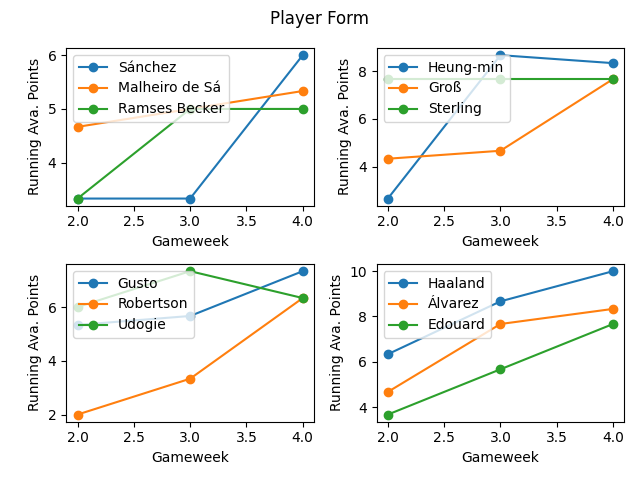 Player Form
6
5
4
Running Ava. Points
Sánchez
Malheiro de Sá
Ramses Becker
2.0 2.5 3.0 3.5 4.0
Gameweek
8
6
4
Running Ava. Points
Heung-min
Groß
Sterling
2.0 2.5 3.0 3.5 4.0
Gameweek
6
4
2
Running Ava. Points
Gusto
Robertson
Udogie
2.0 2.5 3.0 3.5 4.0
Gameweek
10
8
6
4
Running Ava. Points
Haaland
Álvarez
Edouard
2.0 2.5 3.0 3.5 4.0
Gameweek